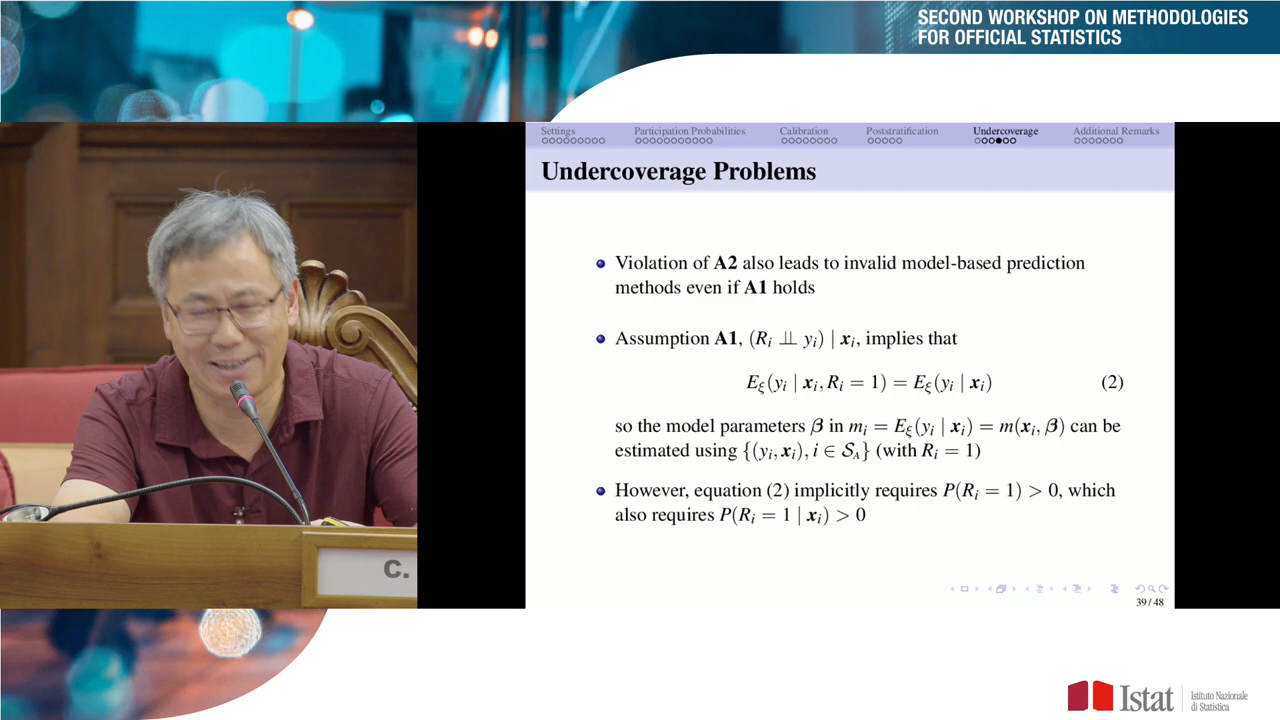 SECOND WORKSHOP ON METHODOLOGIES
FOR OFFICIAL STATISTICS
Settings Participation Probabilities Calibration Poststratification Undercoverage Additional Remarks
Undercoverage Problems
Violation of A2 also leads to invalid model-based prediction
methods even if A1 holds
Assumption A1, (R_i ⫫ y_i) | x_i, implies that
E_ξ(y_i | x_i, R_i = 1) = E_ξ(y_i | x_i) (2)
so the model parameters β in m_i = E_ξ(y_i | x_i) = m(x_i, β) can be
estimated using {(y_i, x_i), i ∈ S_A} (with R_i = 1)
However, equation (2) implicitly requires P(R_i = 1) > 0, which
also requires P(R_i = 1 | x_i) > 0
39 / 48
C.
Istat
Istituto Nazionale
di Statistica